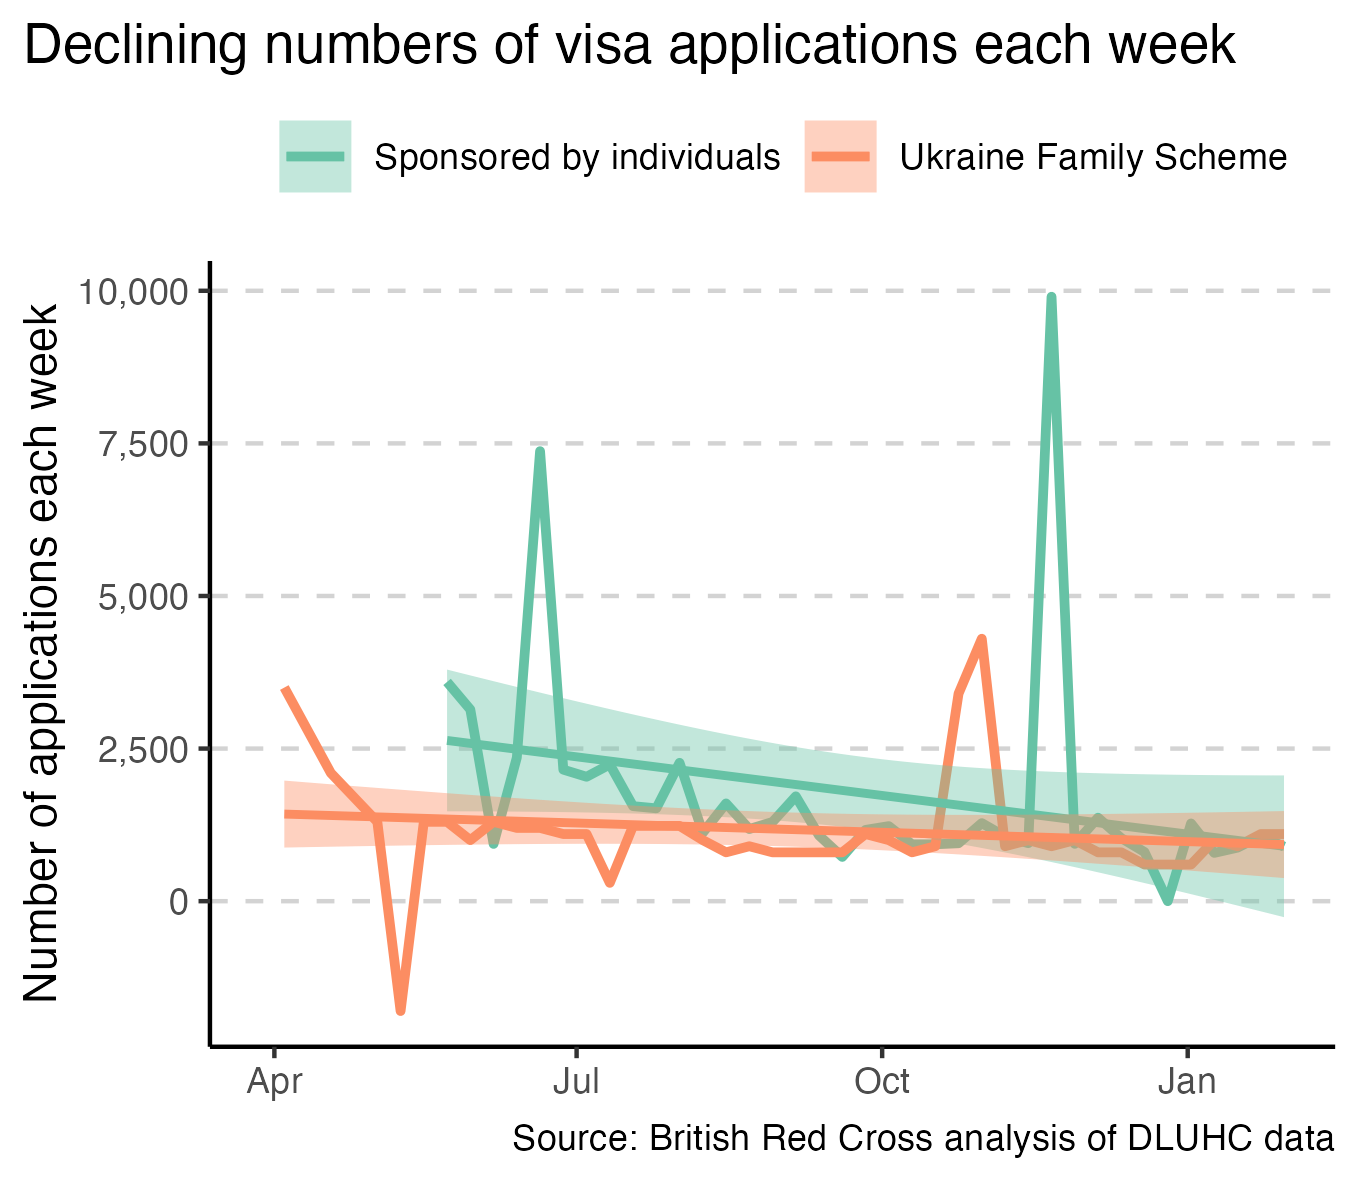 Declining numbers of visa applications each week
Sponsored by individuals
Ukraine Family Scheme
Number of applications each week
10,000
7,500
5,000
2,500
0
Apr
Jul
Oct
Jan
Source: British Red Cross analysis of DLUHC data